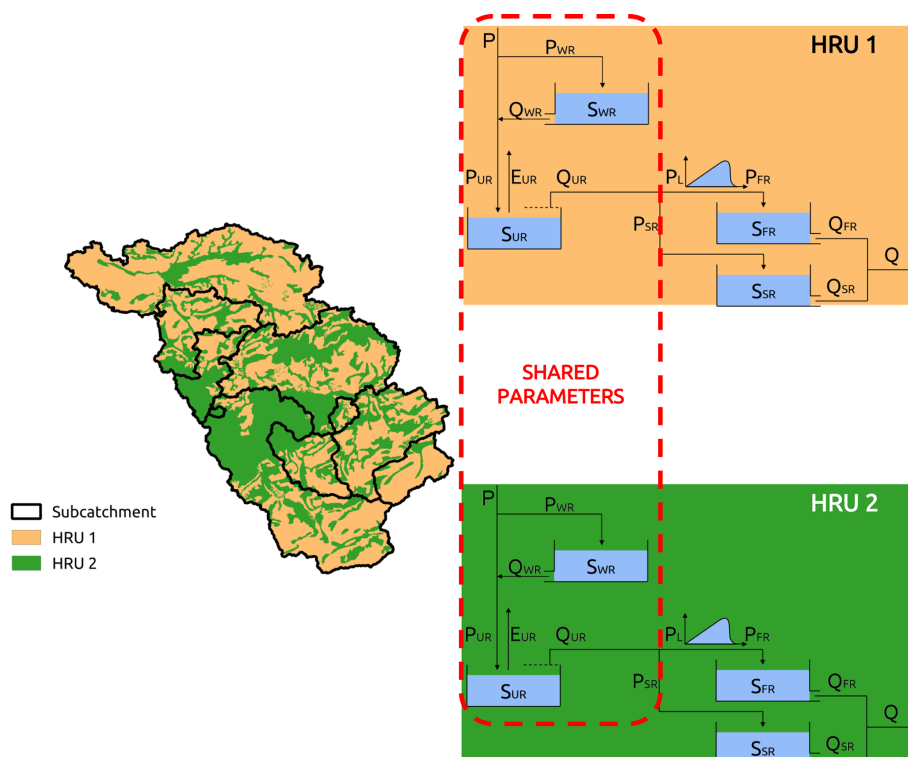 HRU 1
P
PWR
SWR
QWR
PUR
EUR
QUR
PL
PFR
SUR
PSR
SFR
QFR
Q
SSR
QSR
SHARED
PARAMETERS
Subcatchment
HRU 1
HRU 2
HRU 2
P
PWR
SWR
QWR
PUR
EUR
QUR
PL
PFR
SUR
PSR
SFR
QFR
Q
SSR
QSR